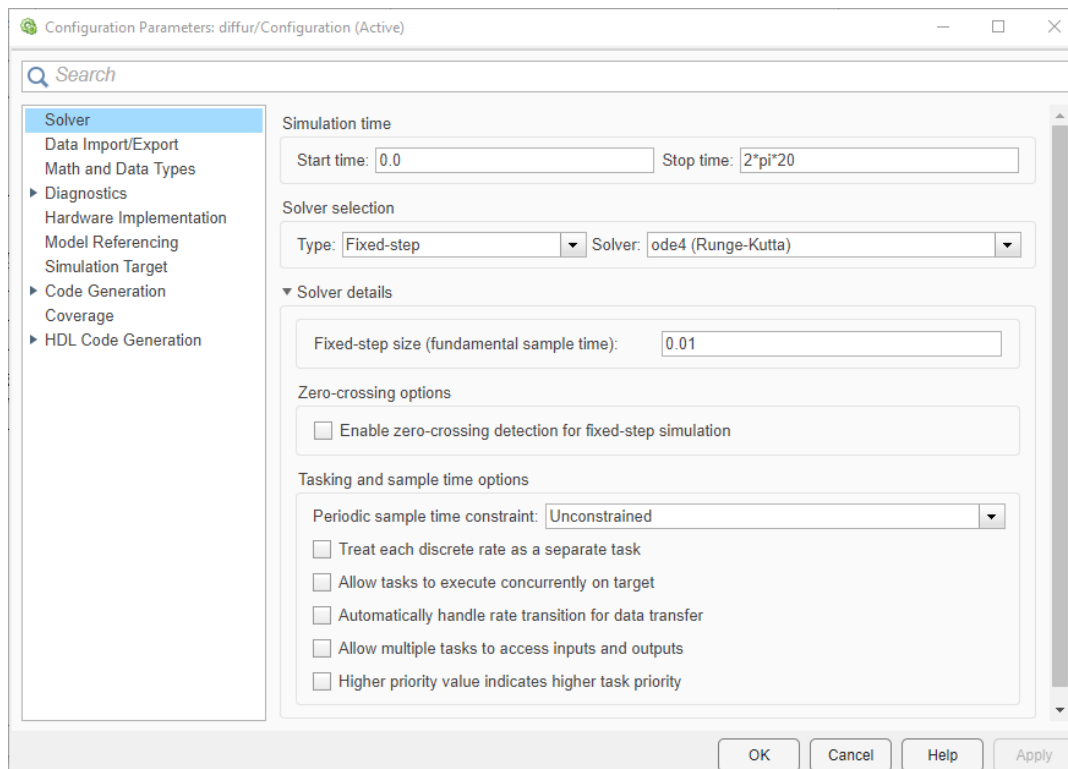 Configuration Parameters: diffur/Configuration (Active)
Search
Solver
Data Import/Export
Math and Data Types
Diagnostics
Hardware Implementation
Model Referencing
Simulation Target
Code Generation
Coverage
HDL Code Generation
Simulation time
Start time: 0.0 Stop time: 2*pi*20
Solver selection
Type: Fixed-step Solver: ode4 (Runge-Kutta)
Solver details
Fixed-step size (fundamental sample time): 0.01
Zero-crossing options
Enable zero-crossing detection for fixed-step simulation
Tasking and sample time options
Periodic sample time constraint: Unconstrained
Treat each discrete rate as a separate task
Allow tasks to execute concurrently on target
Automatically handle rate transition for data transfer
Allow multiple tasks to access inputs and outputs
Higher priority value indicates higher task priority
OK Cancel Help Apply